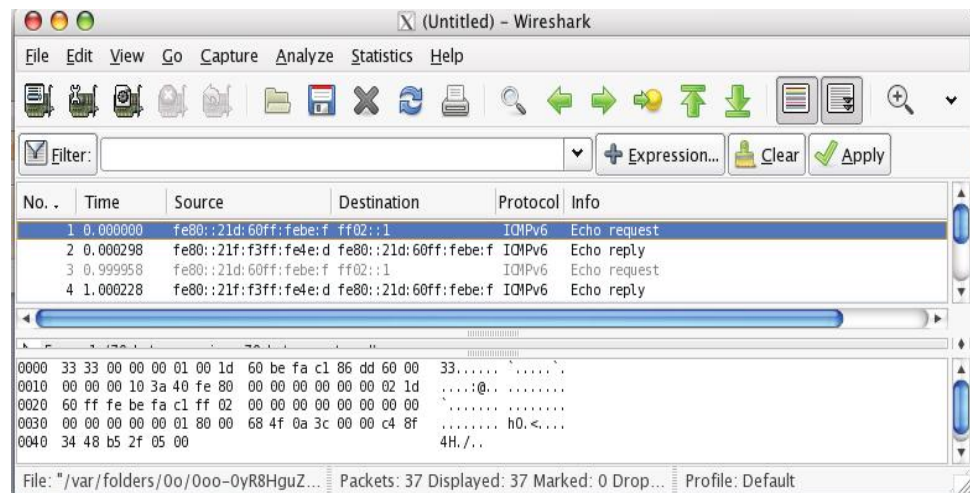 (Untitled) - Wireshark
File Edit View Go Capture Analyze Statistics Help
Filter: Expression... Clear Apply
No. . Time Source Destination Protocol Info
1 0.000000 fe80::21d:60ff:febe:f ff02::1 ICMPv6 Echo request
2 0.000298 fe80::21f:f3ff:fe4e:d fe80::21d:60ff:febe:f ICMPv6 Echo reply
3 0.999958 fe80::21d:60ff:febe:f ff02::1 ICMPv6 Echo request
4 1.000228 fe80::21f:f3ff:fe4e:d fe80::21d:60ff:febe:f ICMPv6 Echo reply
0000 33 33 00 00 00 01 00 1d 60 be fa c1 86 dd 60 00 33...... `.....`.
0010 00 00 00 10 3a 40 fe 80 00 00 00 00 00 00 02 1d ....:@.. ........
0020 60 ff fe be fa c1 ff 02 00 00 00 00 00 00 00 00 `....... ........
0030 00 00 00 00 00 01 80 00 68 4f 0a 3c 00 00 c4 8f ........ hO.<....
0040 34 48 b5 2f 05 00 4H./..
File: "/var/folders/0o/0oo-0yR8HguZ... Packets: 37 Displayed: 37 Marked: 0 Drop... Profile: Default